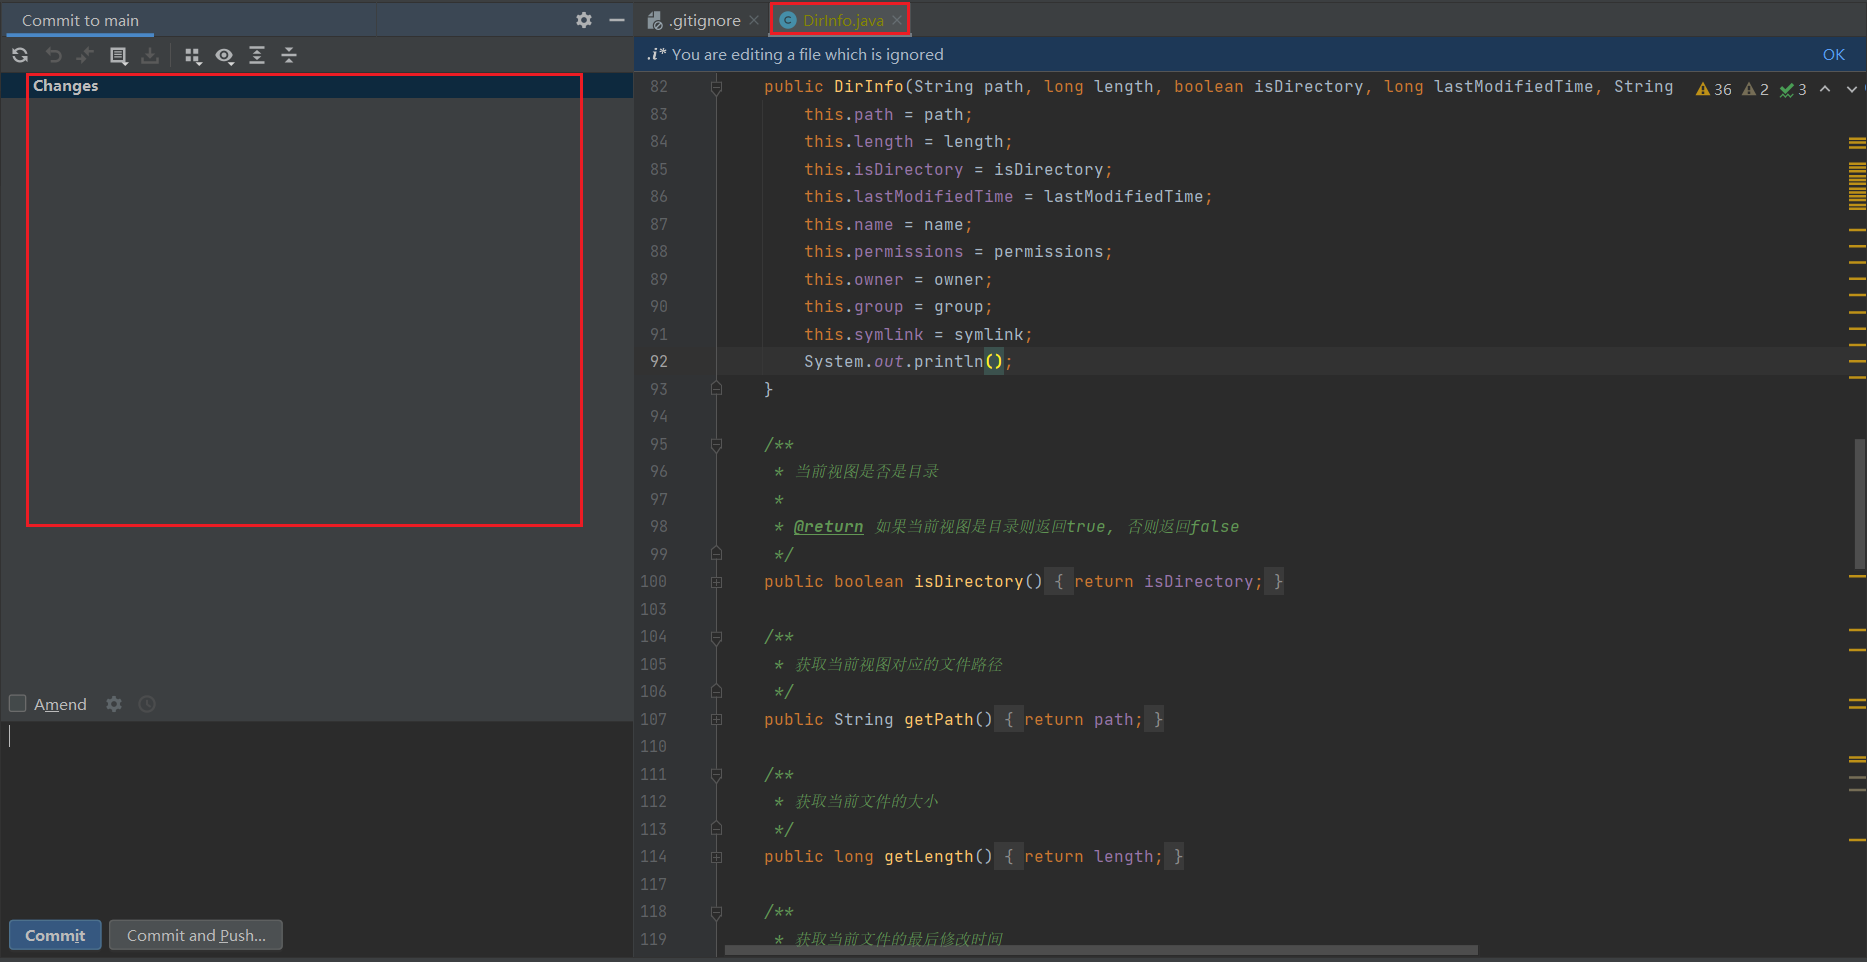 Commit to main
.gitignore
DirInfo.java
.i* You are editing a file which is ignored
OK
Changes
82 public DirInfo(String path, long length, boolean isDirectory, long lastModifiedTime, String
36 2 3
83 this.path = path;
84 this.length = length;
85 this.isDirectory = isDirectory;
86 this.lastModifiedTime = lastModifiedTime;
87 this.name = name;
88 this.permissions = permissions;
89 this.owner = owner;
90 this.group = group;
91 this.symlink = symlink;
92 System.out.println();
93 }
94
95 /**
96 * 当前视图是否是目录
97 *
98 * @return 如果当前视图是目录则返回true, 否则返回false
99 */
100 public boolean isDirectory() { return isDirectory; }
103
104 /**
105 * 获取当前视图对应的文件路径
106 */
107 public String getPath() { return path; }
110
111 /**
112 * 获取当前文件的大小
113 */
114 public long getLength() { return length; }
117
118 /**
119 * 获取当前文件的最后修改时间
Amend
Commit
Commit and Push...